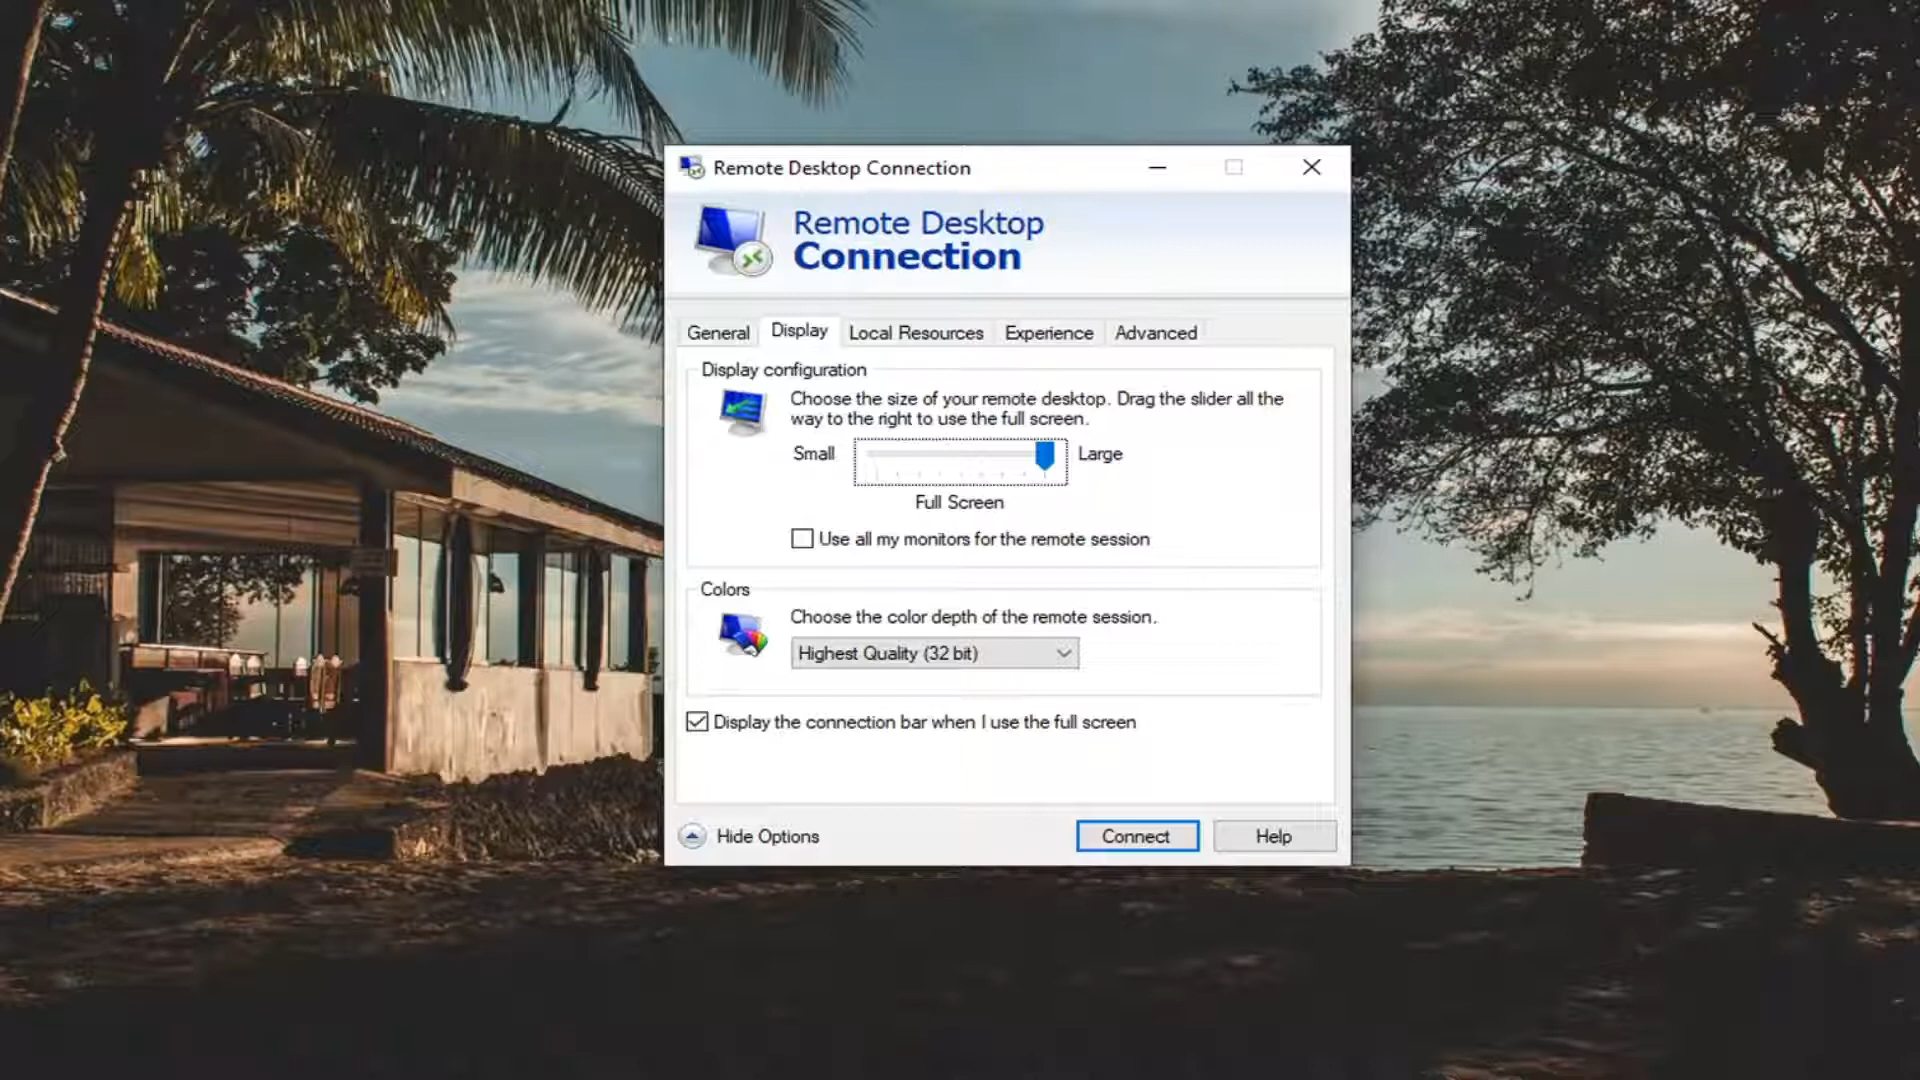 Remote Desktop Connection
Remote Desktop
Connection
General
Display
Local Resources
Experience
Advanced
Display configuration
Choose the size of your remote desktop. Drag the slider all the
way to the right to use the full screen.
Small
Large
Full Screen
Use all my monitors for the remote session
Colors
Choose the color depth of the remote session.
Highest Quality (32 bit)
Display the connection bar when I use the full screen
Hide Options
Connect
Help